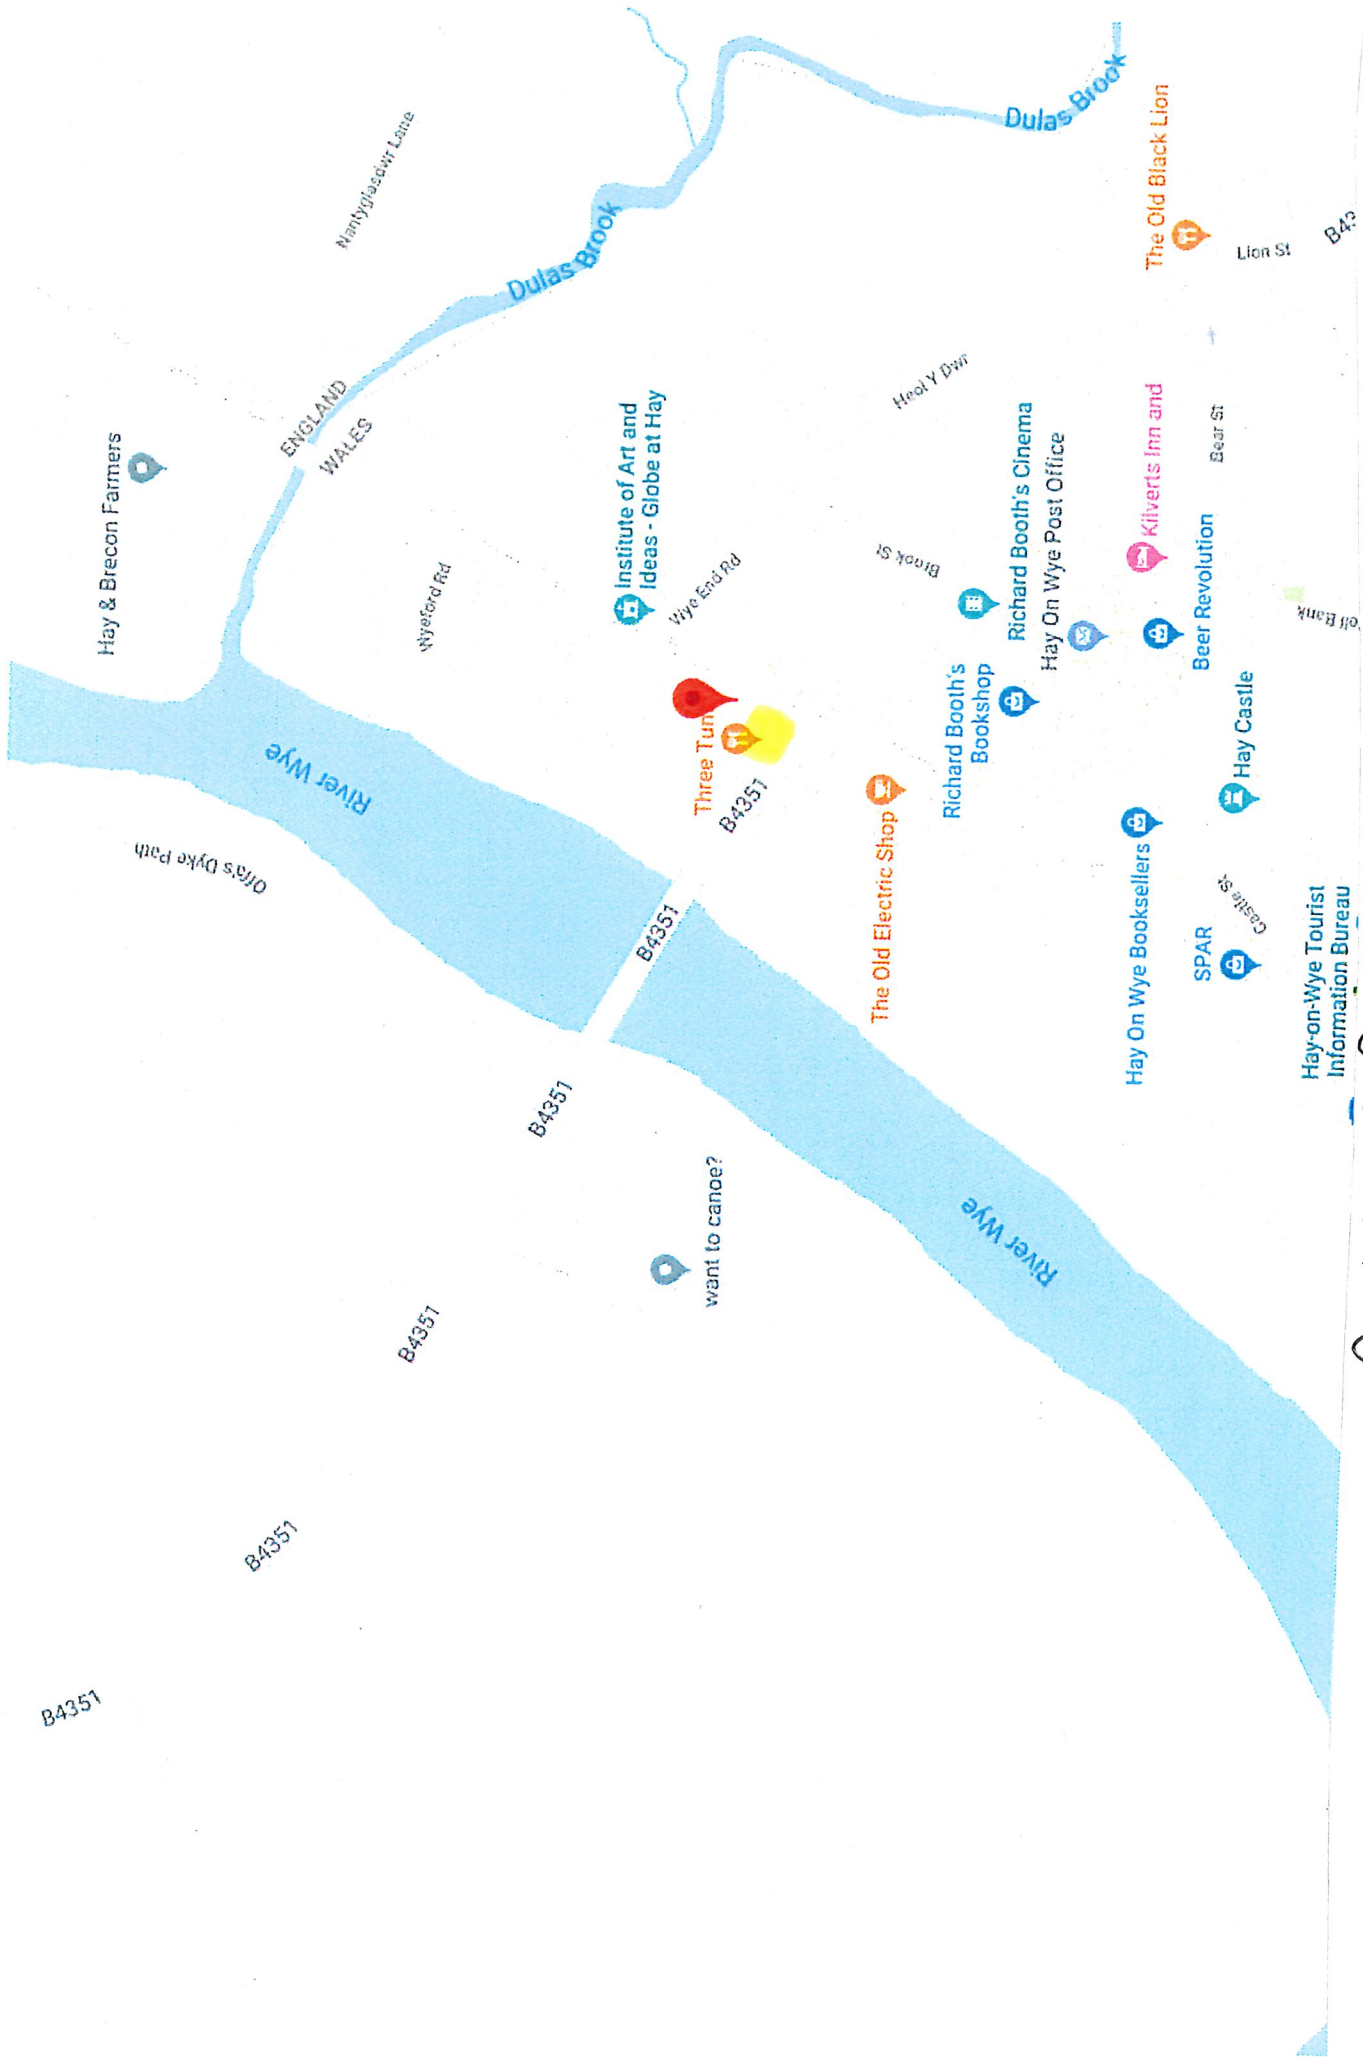 B4351
Hay & Brecon Farmers
Offa's Dyke Path
B4351
River Wye
ENGLAND
WALES
Nantyglasdwr Lane
B4351
Wyeford Rd
B4351
Dulas Brook
Institute of Art and
Ideas - Globe at Hay
B4351
Three Tun
Wye End Rd
want to canoe?
B4351
The Old Electric Shop
Brook St
Heol Y Dwr
Richard Booth's
Bookshop
River Wye
Richard Booth's Cinema
Hay On Wye Post Office
Dulas Brook
Hay On Wye Booksellers
Kilverts Inn and
The Old Black Lion
SPAR
Beer Revolution
Bear St
Castle St
Hay Castle
Lion St
Hay-on-Wye Tourist
Information Bureau
ell Bank
B43